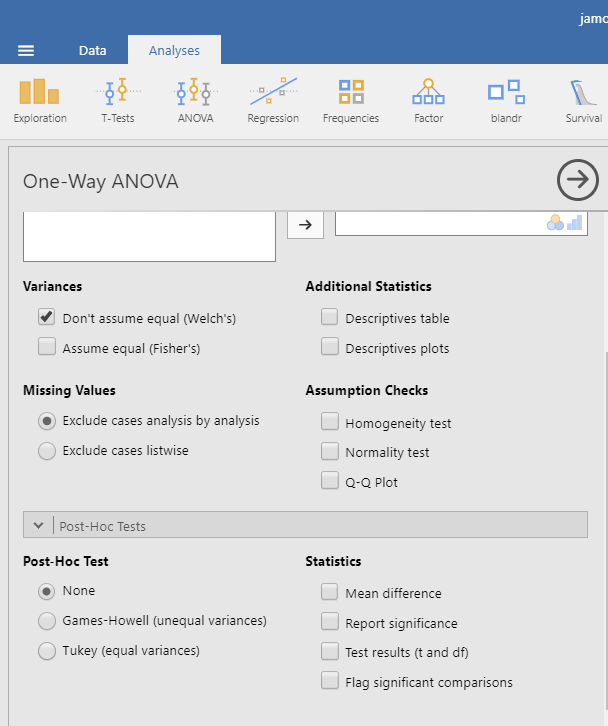 jamo
Data Analyses
Exploration T-Tests ANOVA Regression Frequencies Factor blandr Survival
One-Way ANOVA
Variances Additional Statistics
Don't assume equal (Welch's) Descriptives table
Assume equal (Fisher's) Descriptives plots
Missing Values Assumption Checks
Exclude cases analysis by analysis Homogeneity test
Exclude cases listwise Normality test
Q-Q Plot
Post-Hoc Tests
Post-Hoc Test Statistics
None Mean difference
Games-Howell (unequal variances) Report significance
Tukey (equal variances) Test results (t and df)
Flag significant comparisons